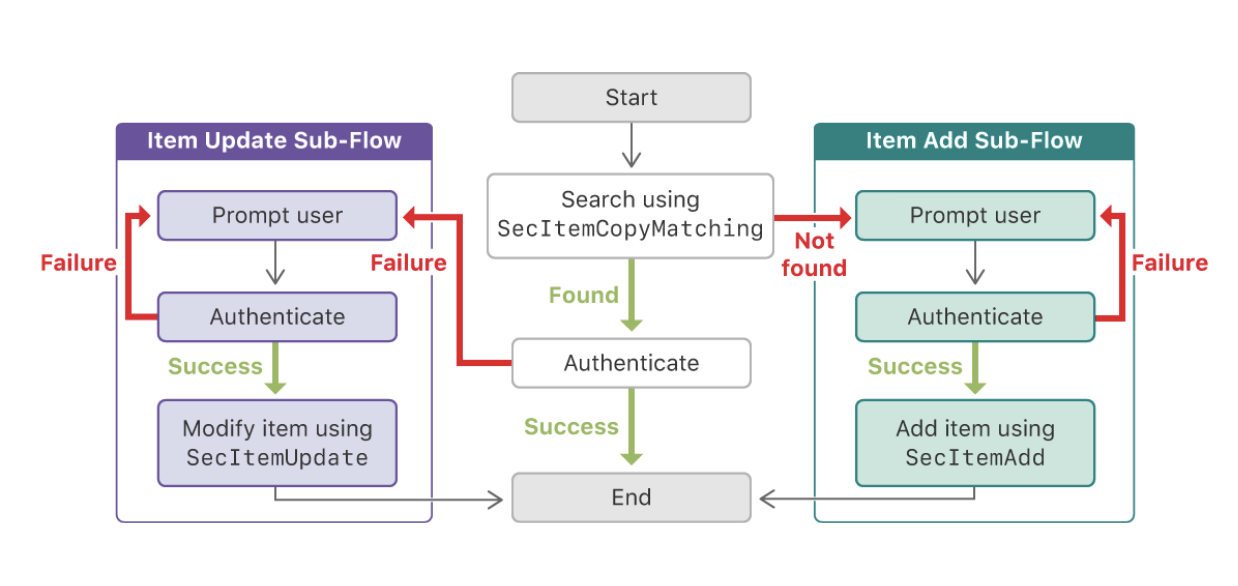 Start
Item Update Sub-Flow
Prompt user
Failure
Authenticate
Success
Modify item using
SecItemUpdate
Search using
SecItemCopyMatching
Failure
Found
Authenticate
Success
End
Not
found
Item Add Sub-Flow
Prompt user
Failure
Authenticate
Success
Add item using
SecItemAdd